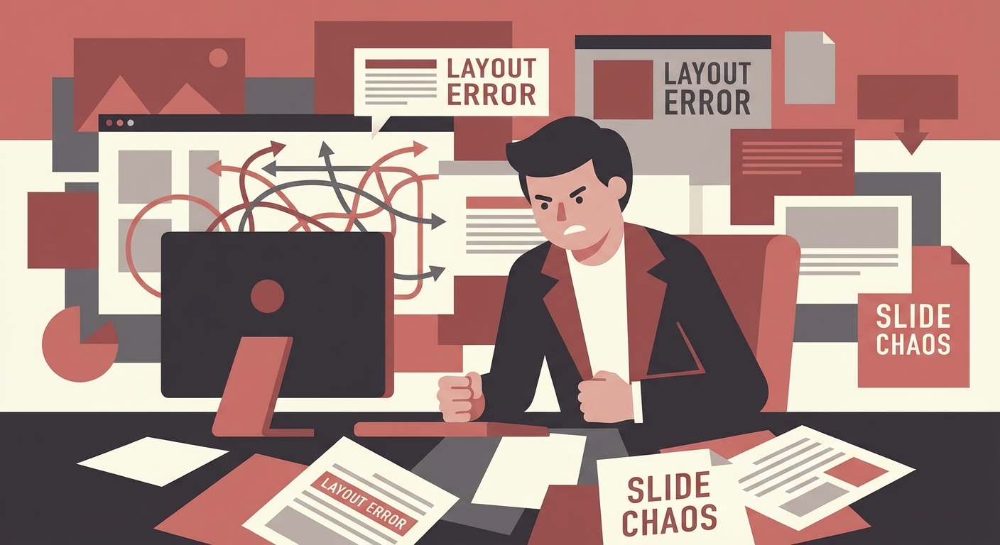 LAYOUT
ERROR
LAYOUT
ERROR
SLIDE
CHAOS
LAYOUT ERROR
SLIDE
CHAOS